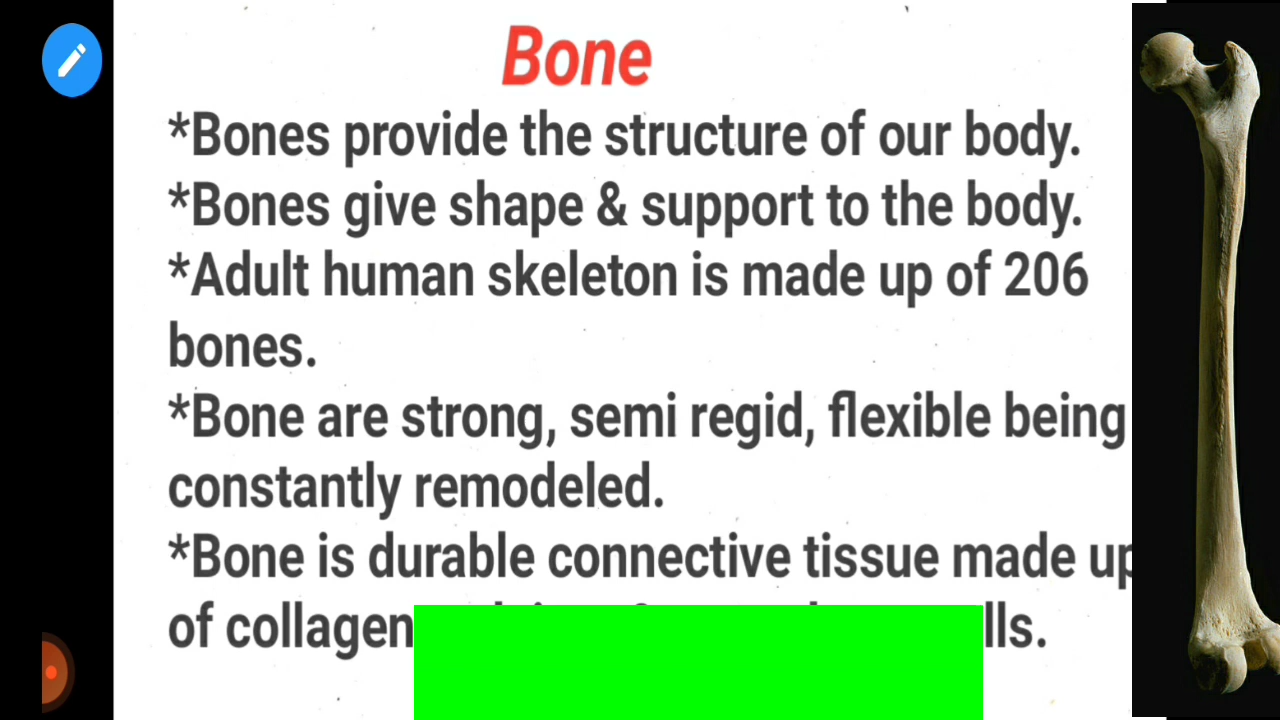 Bone
*Bones provide the structure of our body.
*Bones give shape & support to the body.
*Adult human skeleton is made up of 206
bones.
*Bone are strong, semi regid, flexible being
constantly remodeled.
*Bone is durable connective tissue made up
of collagen